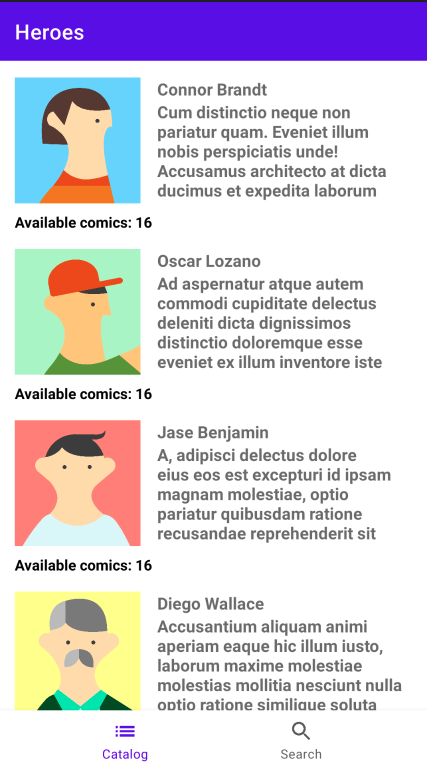 Heroes
Connor Brandt
Cum distinctio neque non
pariatur quam. Eveniet illum
nobis perspiciatis unde!
Accusamus architecto at dicta
ducimus et expedita laborum
Available comics: 16
Oscar Lozano
Ad aspernatur atque autem
commodi cupiditate delectus
deleniti dicta dignissimos
distinctio doloremque esse
eveniet ex illum inventore iste
Available comics: 16
Jase Benjamin
A, adipisci delectus dolore
eius eos est excepturi id ipsam
magnam molestiae, optio
pariatur quibusdam ratione
recusandae reprehenderit sit
Available comics: 16
Diego Wallace
Accusantium aliquam animi
aperiam eaque hic illum iusto,
laborum maxime molestiae
molestias mollitia nesciunt nulla
optio ratione similique soluta
Catalog
Search